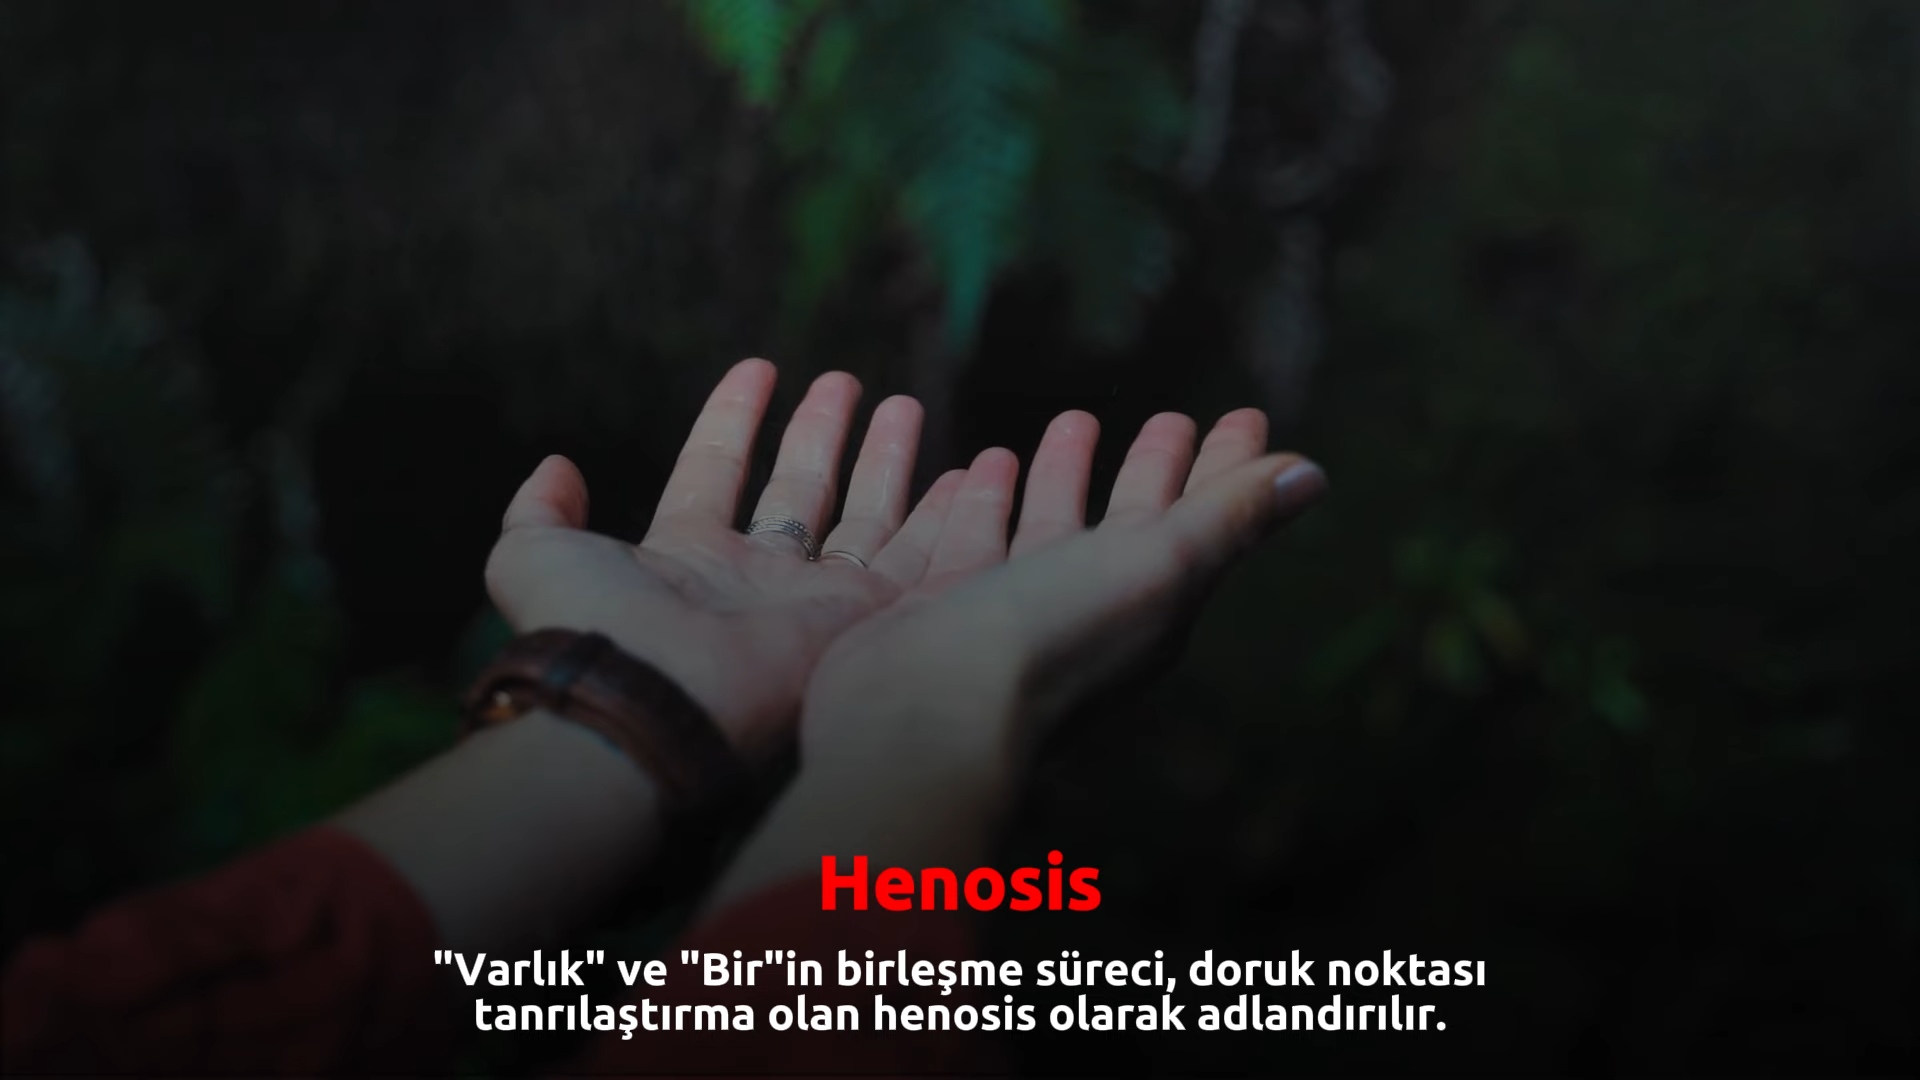 Henosis
"Varlık" ve "Bir"in birleşme süreci, doruk noktası
tanrılaştırma olan henosis olarak adlandırılır.